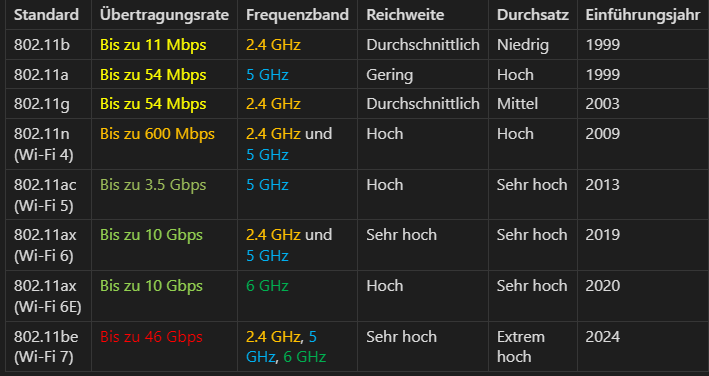 Standard Übertragungsrate Frequenzband Reichweite Durchsatz Einführungsjahr
802.11b Bis zu 11 Mbps 2.4 GHz Durchschnittlich Niedrig 1999
802.11a Bis zu 54 Mbps 5 GHz Gering Hoch 1999
802.11g Bis zu 54 Mbps 2.4 GHz Durchschnittlich Mittel 2003
802.11n Bis zu 600 Mbps 2.4 GHz und Hoch Hoch 2009
(Wi-Fi 4) 5 GHz
802.11ac Bis zu 3.5 Gbps 5 GHz Hoch Sehr hoch 2013
(Wi-Fi 5)
802.11ax Bis zu 10 Gbps 2.4 GHz und Sehr hoch Sehr hoch 2019
(Wi-Fi 6) 5 GHz
802.11ax Bis zu 10 Gbps 6 GHz Hoch Sehr hoch 2020
(Wi-Fi 6E)
802.11be Bis zu 46 Gbps 2.4 GHz, 5 Sehr hoch Extrem 2024
(Wi-Fi 7) GHz, 6 GHz hoch